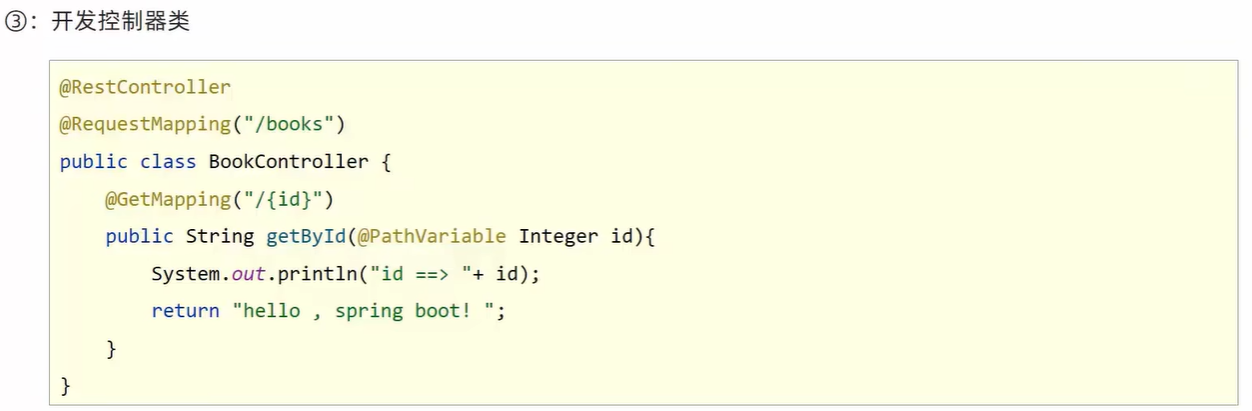 ③：开发控制器类
@RestController
@RequestMapping("/books")
public class BookController {
    @GetMapping("/{id}")
    public String getById(@PathVariable Integer id){
        System.out.println("id ==> "+ id);
        return "hello , spring boot! ";
    }
}